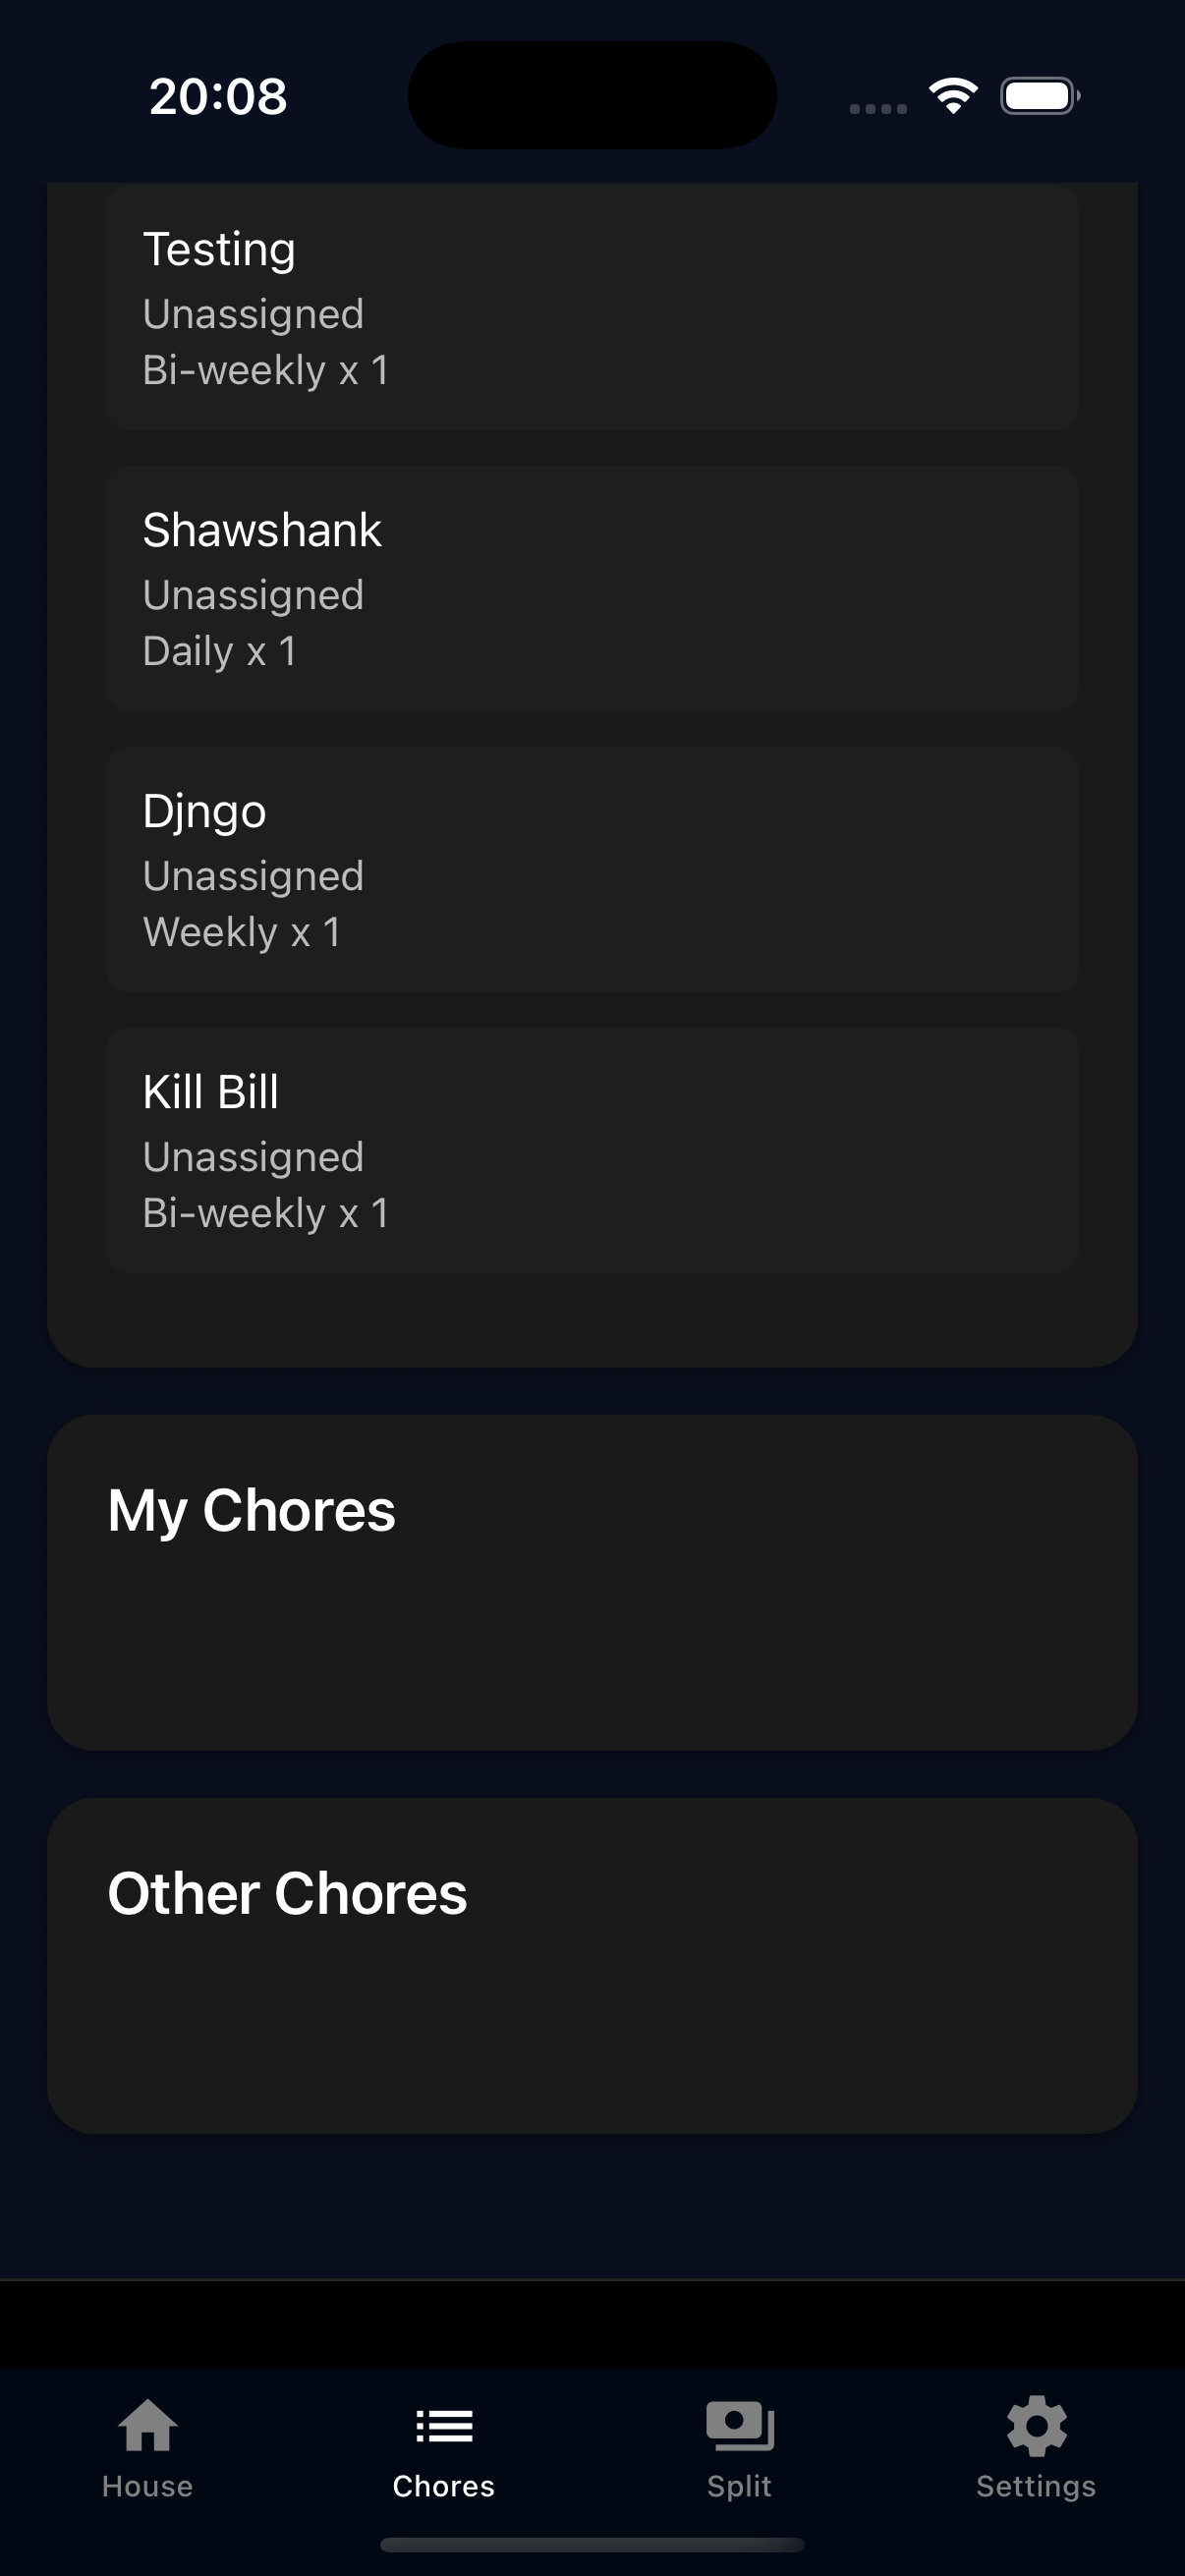 20:08
Testing
Unassigned
Bi-weekly x 1
Shawshank
Unassigned
Daily x 1
Djngo
Unassigned
Weekly x 1
Kill Bill
Unassigned
Bi-weekly x 1
My Chores
Other Chores
House
Chores
Split
Settings